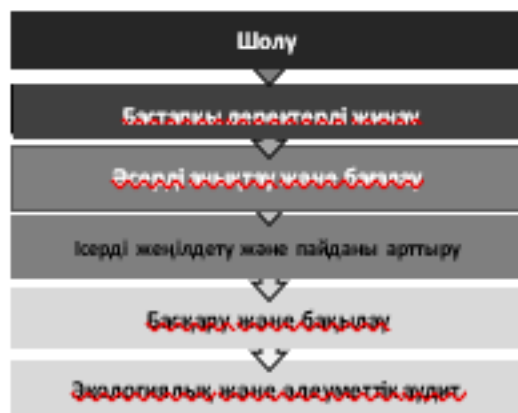 Шолу
Бастапқы деректерді жинау
Әсерді анықтау және бағалау
Ісерді жеңілдету және пайданы арттыру
Басқару және бақылау
Экологиялық және әлеуметтік аудит